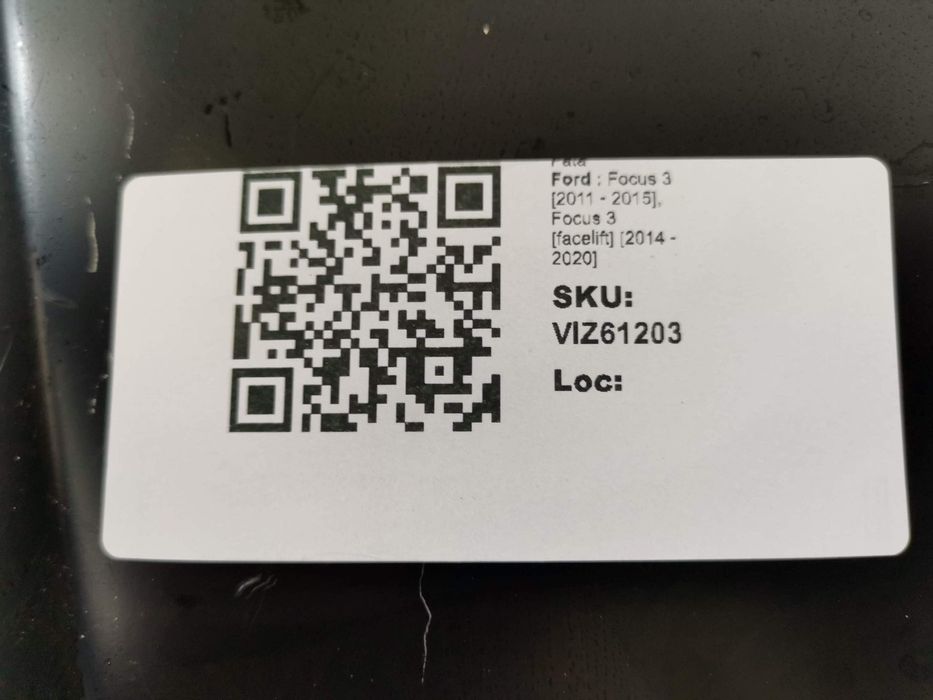 Ford : Focus 3
[2011 - 2015],
Focus 3
[facelift] [2014 -
2020]
SKU:
VIZ61203
Loc: